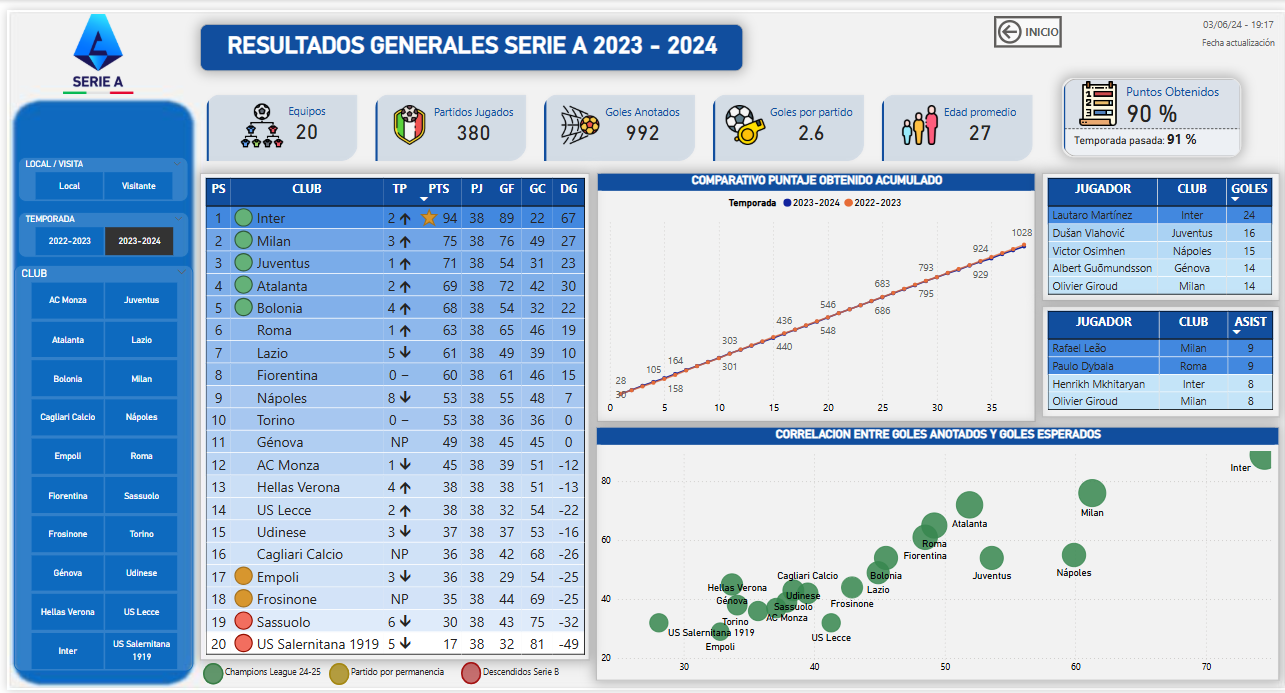 SERIE A
RESULTADOS GENERALES SERIE A 2023 - 2024
INICIO
03/06/24 - 19:17
Fecha actualización
Equipos
20
Partidos Jugados
380
Goles Anotados
992
Goles por partido
2.6
Edad promedio
27
Puntos Obtenidos
90 %
Temporada pasada: 91 %
LOCAL / VISITA
Local Visitante
TEMPORADA
2022-2023 2023-2024
CLUB
AC Monza Juventus
Atalanta Lazio
Bolonia Milan
Cagliari Calcio Nápoles
Empoli Roma
Fiorentina Sassuolo
Frosinone Torino
Génova Udinese
Hellas Verona US Lecce
Inter US Salernitana
1919
PS CLUB TP PTS PJ GF GC DG
1 Inter 2 ↑ 94 38 89 22 67
2 Milan 3 ↑ 75 38 76 49 27
3 Juventus 1 ↑ 71 38 54 31 23
4 Atalanta 2 ↑ 69 38 72 42 30
5 Bolonia 4 ↑ 68 38 54 32 22
6 Roma 1 ↑ 63 38 65 46 19
7 Lazio 5 ↓ 61 38 49 39 10
8 Fiorentina 0 – 60 38 61 46 15
9 Nápoles 8 ↓ 53 38 55 48 7
10 Torino 0 – 53 38 36 36 0
11 Génova NP 49 38 45 45 0
12 AC Monza 1 ↓ 45 38 39 51 -12
13 Hellas Verona 4 ↑ 38 38 38 51 -13
14 US Lecce 2 ↑ 38 38 32 54 -22
15 Udinese 3 ↓ 37 38 37 53 -16
16 Cagliari Calcio NP 36 38 42 68 -26
17 Empoli 3 ↓ 36 38 29 54 -25
18 Frosinone NP 35 38 44 69 -25
19 Sassuolo 6 ↓ 30 38 43 75 -32
20 US Salernitana 1919 5 ↓ 17 38 32 81 -49
Champions League 24-25 Partido por permanencia Descendidos Serie B
COMPARATIVO PUNTAJE OBTENIDO ACUMULADO
Temporada 2023-2024 2022-2023
1028
924
929
793
795
683
686
546
548
436
440
303
301
164
158
105
28
30
0 5 10 15 20 25 30 35
JUGADOR CLUB GOLES
Lautaro Martínez Inter 24
Dušan Vlahović Juventus 16
Victor Osimhen Nápoles 15
Albert Guðmundsson Génova 14
Olivier Giroud Milan 14
JUGADOR CLUB ASIST
Rafael Leão Milan 9
Paulo Dybala Roma 9
Henrikh Mkhitaryan Inter 8
Olivier Giroud Milan 8
CORRELACION ENTRE GOLES ANOTADOS Y GOLES ESPERADOS
Inter
80
Milan
Atalanta
60
Roma
Fiorentina
Juventus
Nápoles
Bolonia
Cagliari Calcio
Lazio
Hellas Verona
Udinese
40
Génova
Frosinone
Sassuolo
AC Monza
Torino
US Salernitana 1919
US Lecce
Empoli
20
30 40 50 60 70